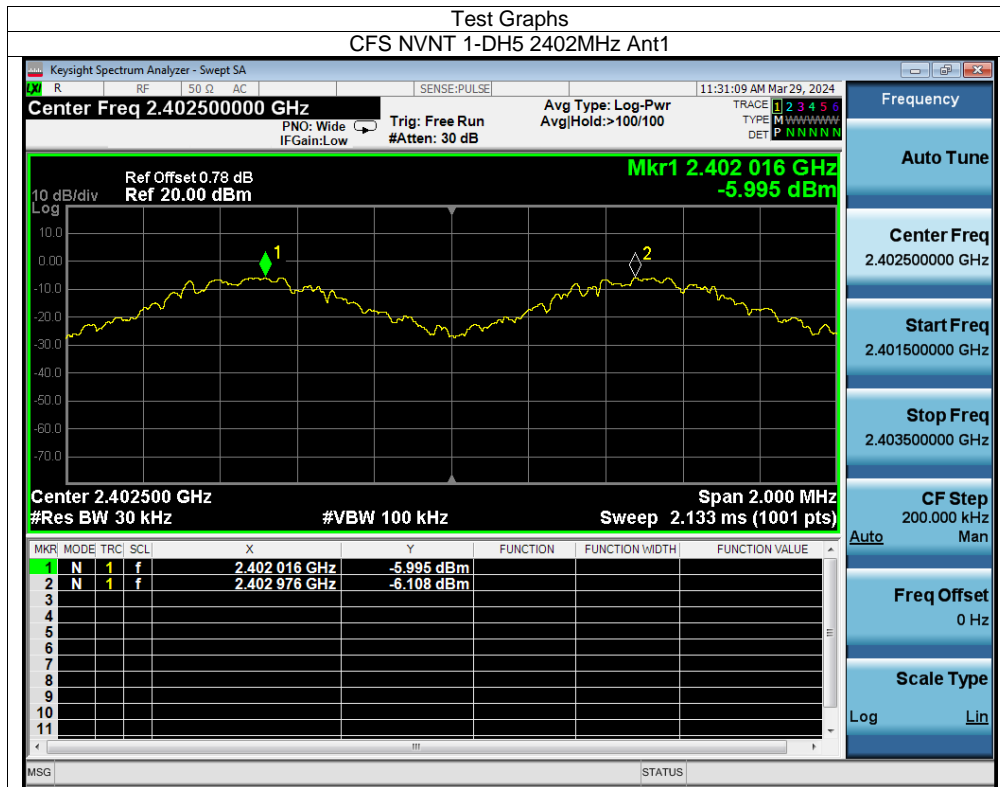 Test Graphs
CFS NVNT 1-DH5 2402MHz Ant1
Keysight Spectrum Analyzer - Swept SA
LXI R RF 50 Ω AC SENSE:PULSE 11:31:09 AM Mar 29, 2024
Center Freq 2.402500000 GHz
PNO: Wide
IFGain:Low
Trig: Free Run
#Atten: 30 dB
Avg Type: Log-Pwr
Avg|Hold:>100/100
TRACE 1 2 3 4 5 6
TYPE M WWWWW
DET P N N N N N
Frequency
Auto Tune
Center Freq
2.402500000 GHz
Start Freq
2.401500000 GHz
Stop Freq
2.403500000 GHz
CF Step
200.000 kHz
Auto Man
Freq Offset
0 Hz
Scale Type
Log Lin
Mkr1 2.402 016 GHz
-5.995 dBm
Ref Offset 0.78 dB
10 dB/div Ref 20.00 dBm
Log
10.0
0.00
-10.0
-20.0
-30.0
-40.0
-50.0
-60.0
-70.0
1
2
Center 2.402500 GHz Span 2.000 MHz
#Res BW 30 kHz #VBW 100 kHz Sweep 2.133 ms (1001 pts)
MKR MODE TRC SCL X Y FUNCTION FUNCTION WIDTH FUNCTION VALUE
1 N 1 f 2.402 016 GHz -5.995 dBm
2 N 1 f 2.402 976 GHz -6.108 dBm
3
4
5
6
7
8
9
10
11
MSG STATUS